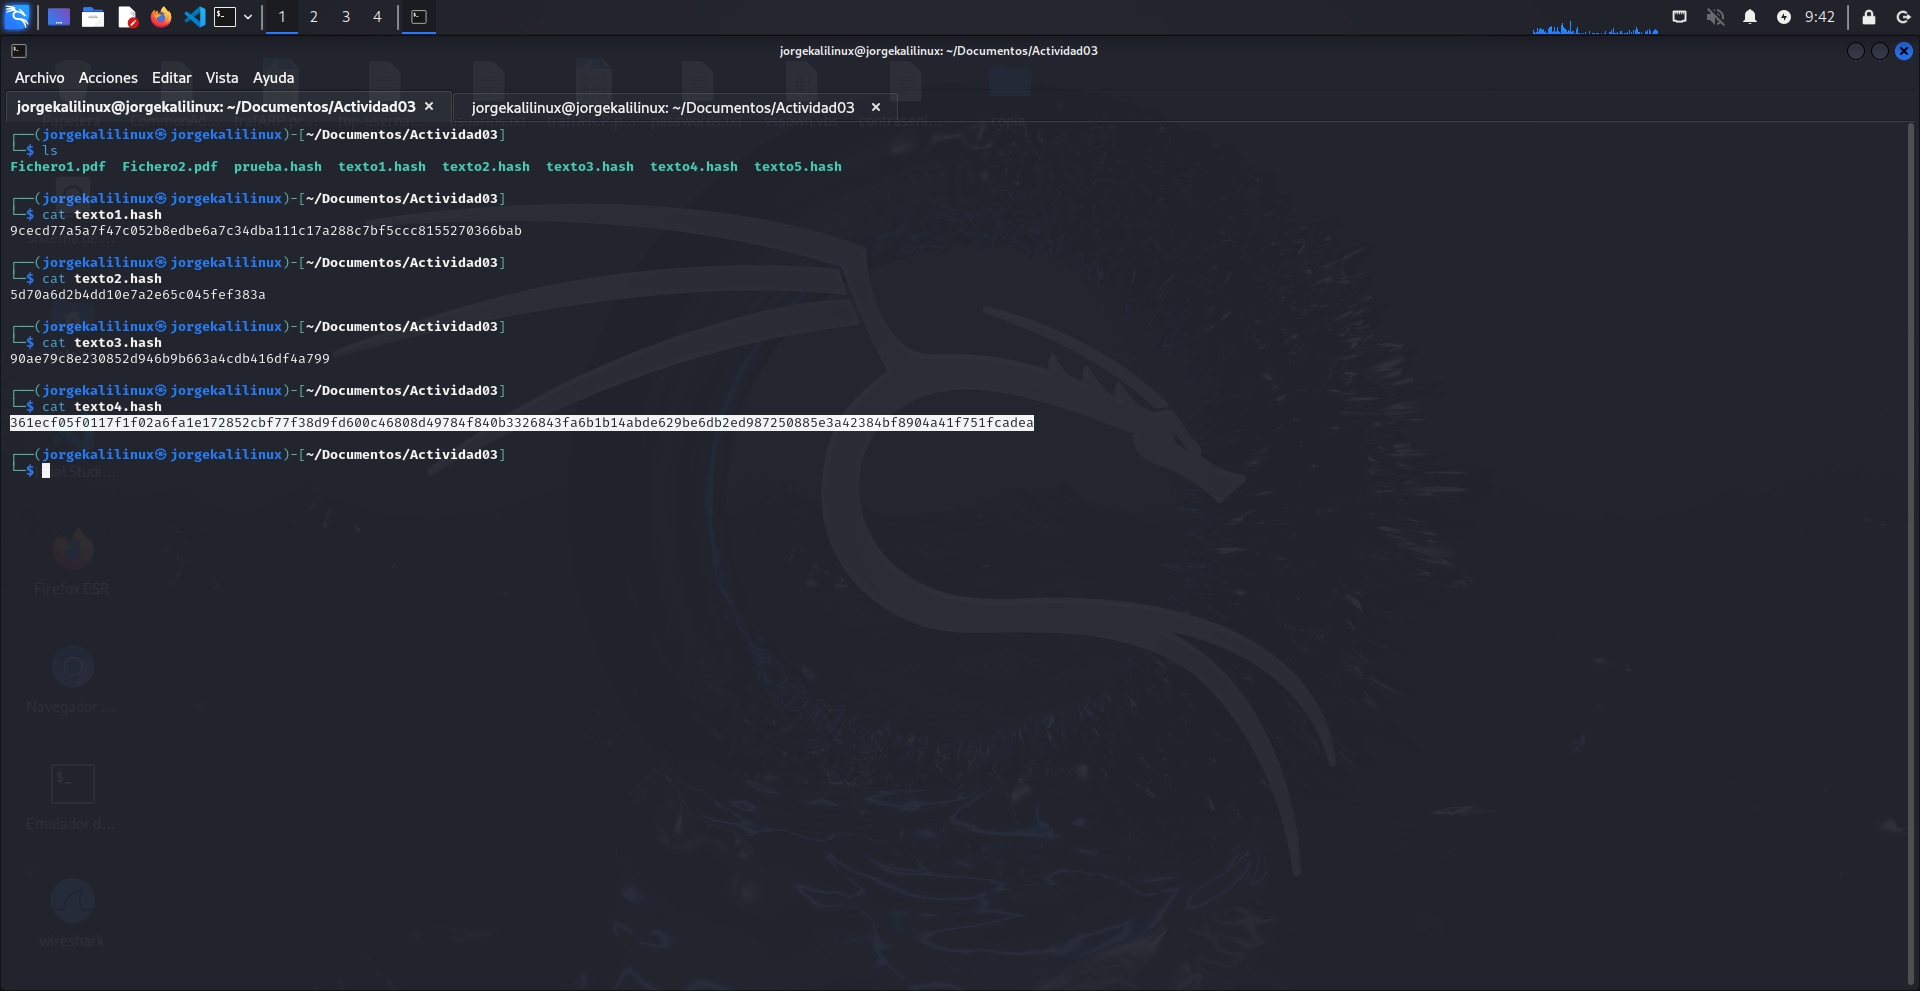 1 2 3 4 9:42
jorgekalilinux@jorgekalilinux: ~/Documentos/Actividad03
Archivo Acciones Editar Vista Ayuda
jorgekalilinux@jorgekalilinux: ~/Documentos/Actividad03 × jorgekalilinux@jorgekalilinux: ~/Documentos/Actividad03 ×
┌──(jorgekalilinux㉿jorgekalilinux)-[~/Documentos/Actividad03]
└─$ ls
Fichero1.pdf Fichero2.pdf prueba.hash texto1.hash texto2.hash texto3.hash texto4.hash texto5.hash
┌──(jorgekalilinux㉿jorgekalilinux)-[~/Documentos/Actividad03]
└─$ cat texto1.hash
9cecd77a5a7f47c052b8edbe6a7c34dba111c17a288c7bf5ccc8155270366bab
┌──(jorgekalilinux㉿jorgekalilinux)-[~/Documentos/Actividad03]
└─$ cat texto2.hash
5d70a6d2b4dd10e7a2e65c045fef383a
┌──(jorgekalilinux㉿jorgekalilinux)-[~/Documentos/Actividad03]
└─$ cat texto3.hash
90ae79c8e230852d946b9b663a4cdb416df4a799
┌──(jorgekalilinux㉿jorgekalilinux)-[~/Documentos/Actividad03]
└─$ cat texto4.hash
361ecf05f0117f1f02a6fa1e172852cbf77f38d9fd600c46808d49784f840b3326843fa6b1b14abde629be6db2ed987250885e3a42384bf8904a41f751fcadea
┌──(jorgekalilinux㉿jorgekalilinux)-[~/Documentos/Actividad03]
└─$
Firefox ESR
Navegador ...
Emulador d...
wireshark